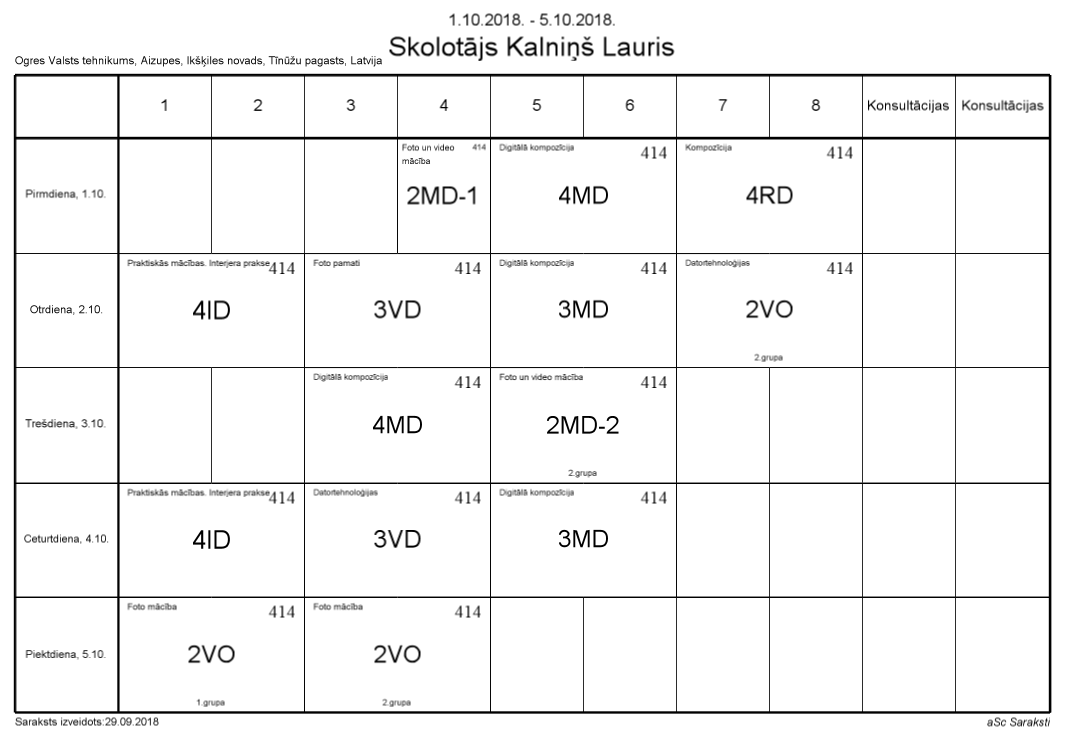 1.10.2018. - 5.10.2018.
Skolotājs Kalniņš Lauris
Ogres Valsts tehnikums, Aizupes, Ikšķiles novads, Tīnūžu pagasts, Latvija
1 2 3 4 5 6 7 8 Konsultācijas Konsultācijas
Pirmdiena, 1.10.
Foto un video mācība 414
2MD-1
Digitālā kompozīcija 414
4MD
Kompozīcija 414
4RD
Otrdiena, 2.10.
Praktiskās mācības. Interjera prakse 414
4ID
Foto pamati 414
3VD
Digitālā kompozīcija 414
3MD
Datortehnoloģijas 414
2VO
2.grupa
Trešdiena, 3.10.
Digitālā kompozīcija 414
4MD
Foto un video mācība 414
2MD-2
2.grupa
Ceturtdiena, 4.10.
Praktiskās mācības. Interjera prakse 414
4ID
Datortehnoloģijas 414
3VD
Digitālā kompozīcija 414
3MD
Piektdiena, 5.10.
Foto mācība 414
2VO
1.grupa
Foto mācība 414
2VO
2.grupa
Saraksts izveidots:29.09.2018
aSc Saraksti